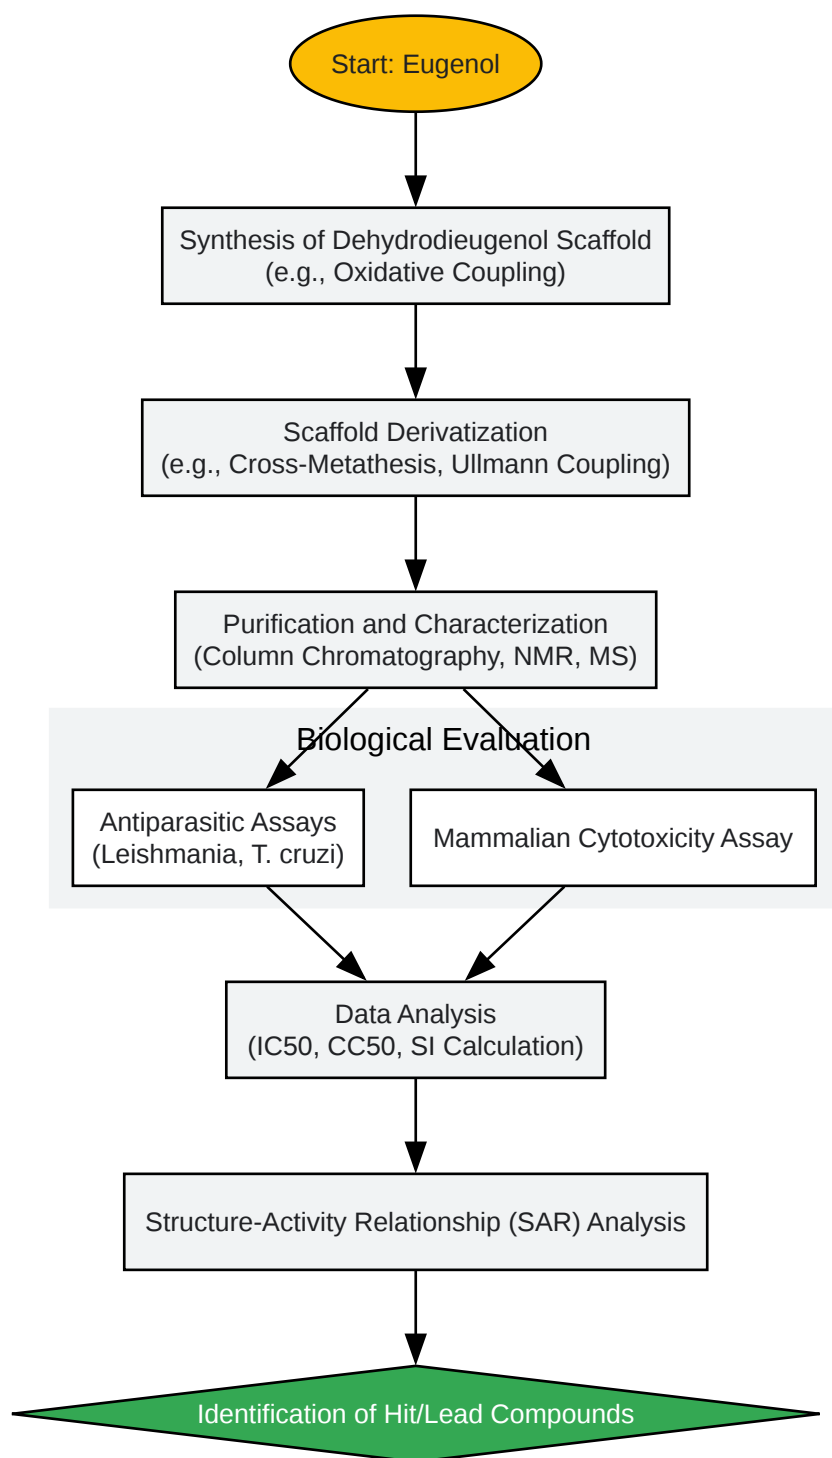 Start: Eugenol
Synthesis of Dehydrodieugenol Scaffold
(e.g., Oxidative Coupling)
Scaffold Derivatization
(e.g., Cross-Metathesis, Ullmann Coupling)
Purification and Characterization
(Column Chromatography, NMR, MS)
Biological Evaluation
Antiparasitic Assays
(Leishmania, T. cruzi)
Mammalian Cytotoxicity Assay
Data Analysis
(IC50, CC50, SI Calculation)
Structure-Activity Relationship (SAR) Analysis
Identification of Hit/Lead Compounds